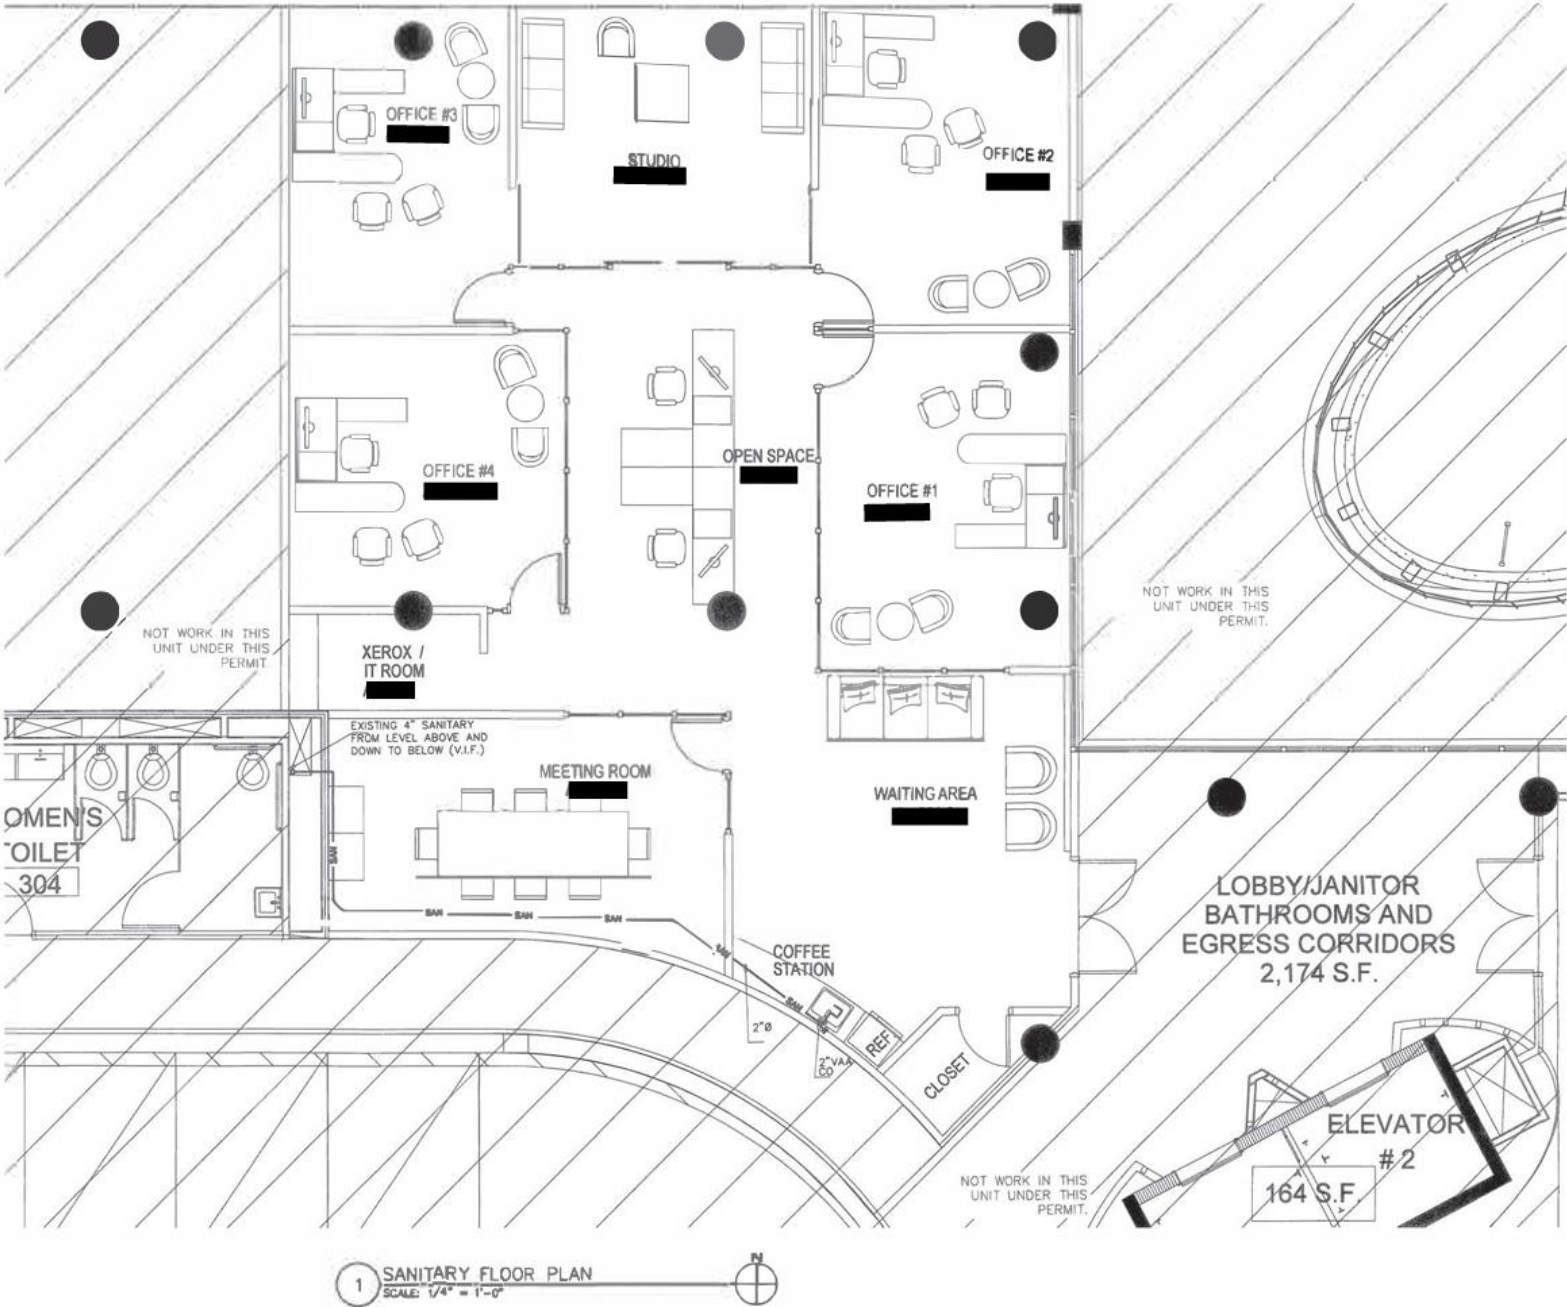 OFFICE #3
STUDIO
OFFICE #2
OPEN SPACE
OFFICE #4
OFFICE #1
NOT WORK IN THIS
UNIT UNDER THIS
PERMIT.
NOT WORK IN THIS
UNIT UNDER THIS
PERMIT
XEROX /
IT ROOM
EXISTING 4" SANITARY
FROM LEVEL ABOVE AND
DOWN TO BELOW (V.I.F.)
MEETING ROOM
WAITING AREA
OMEN'S
TOILET
304
SAN
SAN
SAN
SAN
SAN
SAN
COFFEE
STATION
LOBBY/JANITOR
BATHROOMS AND
EGRESS CORRIDORS
2,174 S.F.
2"Ø
2"VAA
CO
REF
CLOSET
ELEVATOR
#2
164 S.F.
NOT WORK IN THIS
UNIT UNDER THIS
PERMIT.
1
SANITARY FLOOR PLAN
SCALE: 1/4" = 1'-0"
N